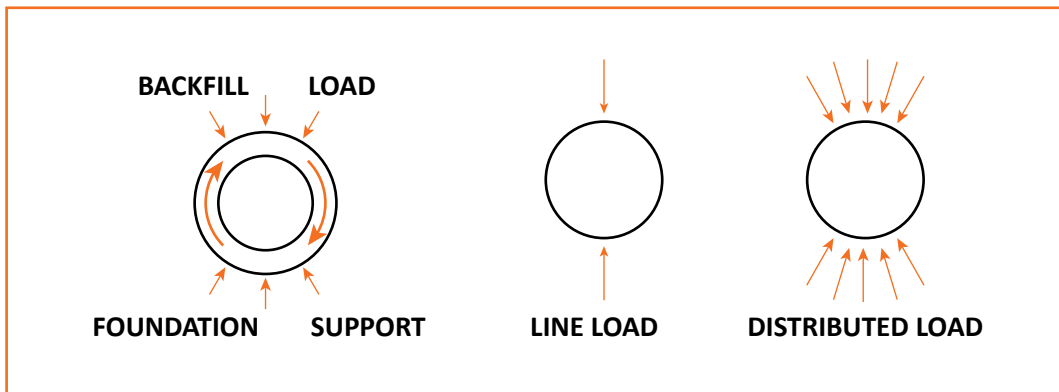 BACKFILL LOAD
FOUNDATION SUPPORT
LINE LOAD
DISTRIBUTED LOAD